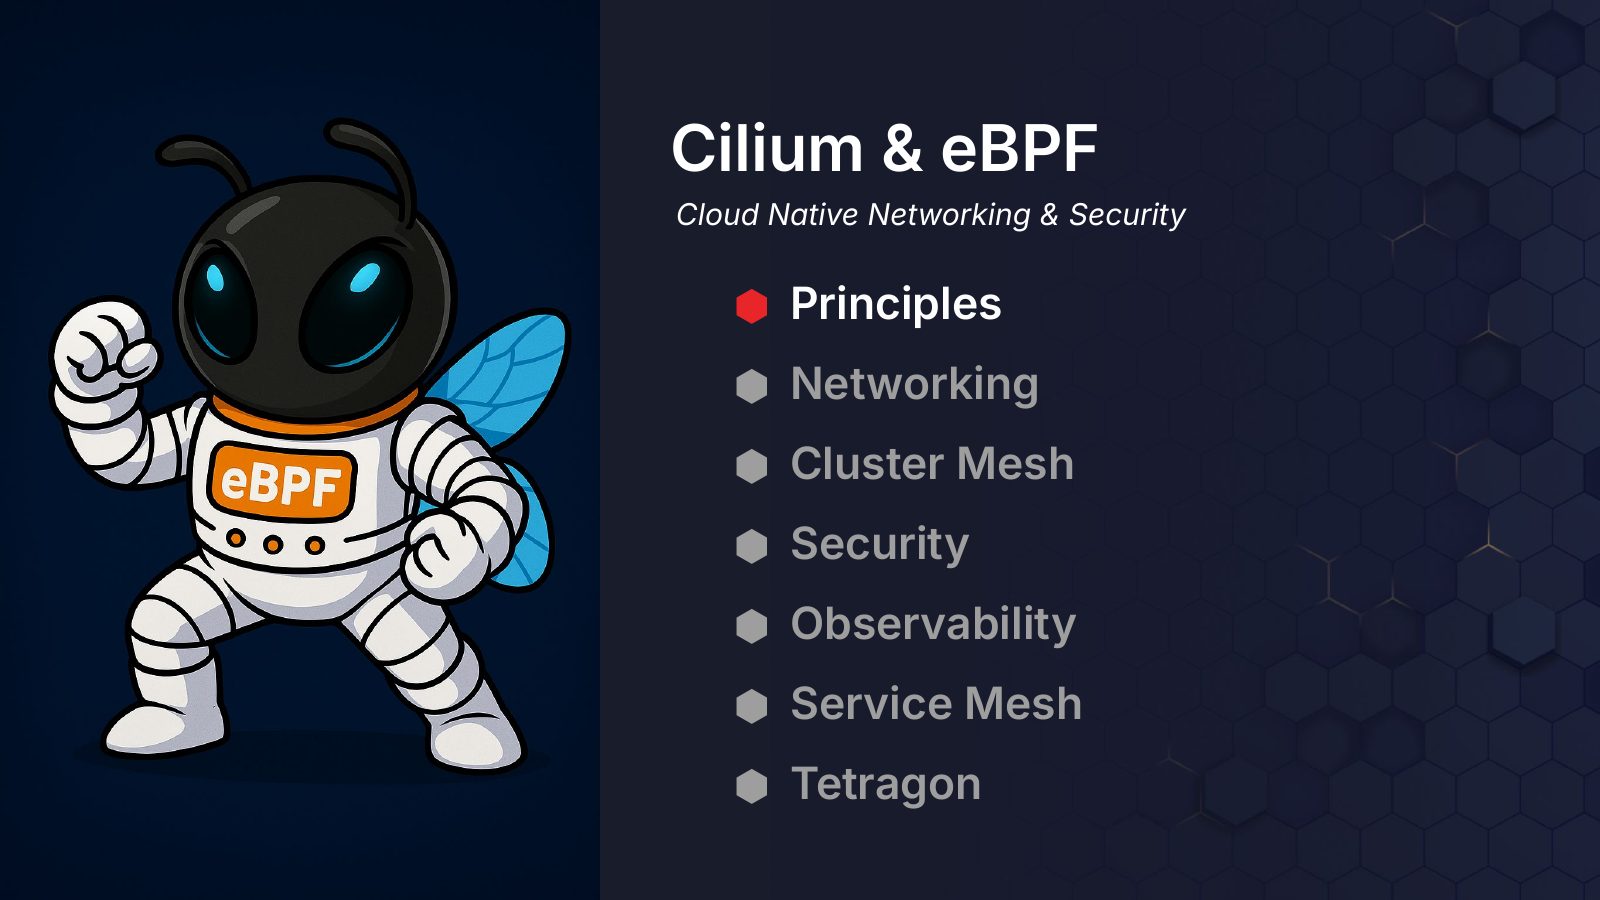 Cilium & eBPF
Cloud Native Networking & Security
Principles
Networking
Cluster Mesh
Security
Observability
Service Mesh
Tetragon
eBPF